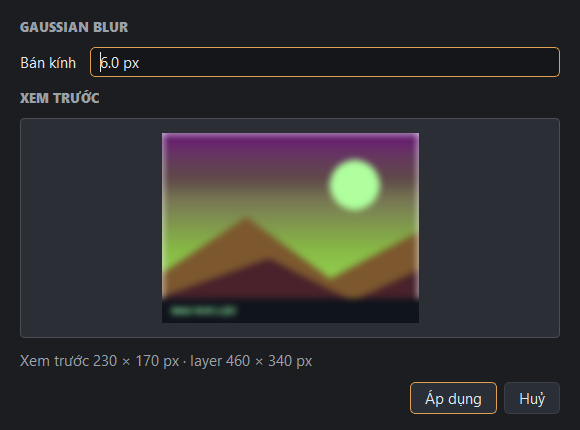 GAUSSIAN BLUR
Bán kính 6.0 px
XEM TRƯỚC
Xem trước 230 × 170 px · layer 460 × 340 px
Áp dụng Huỷ